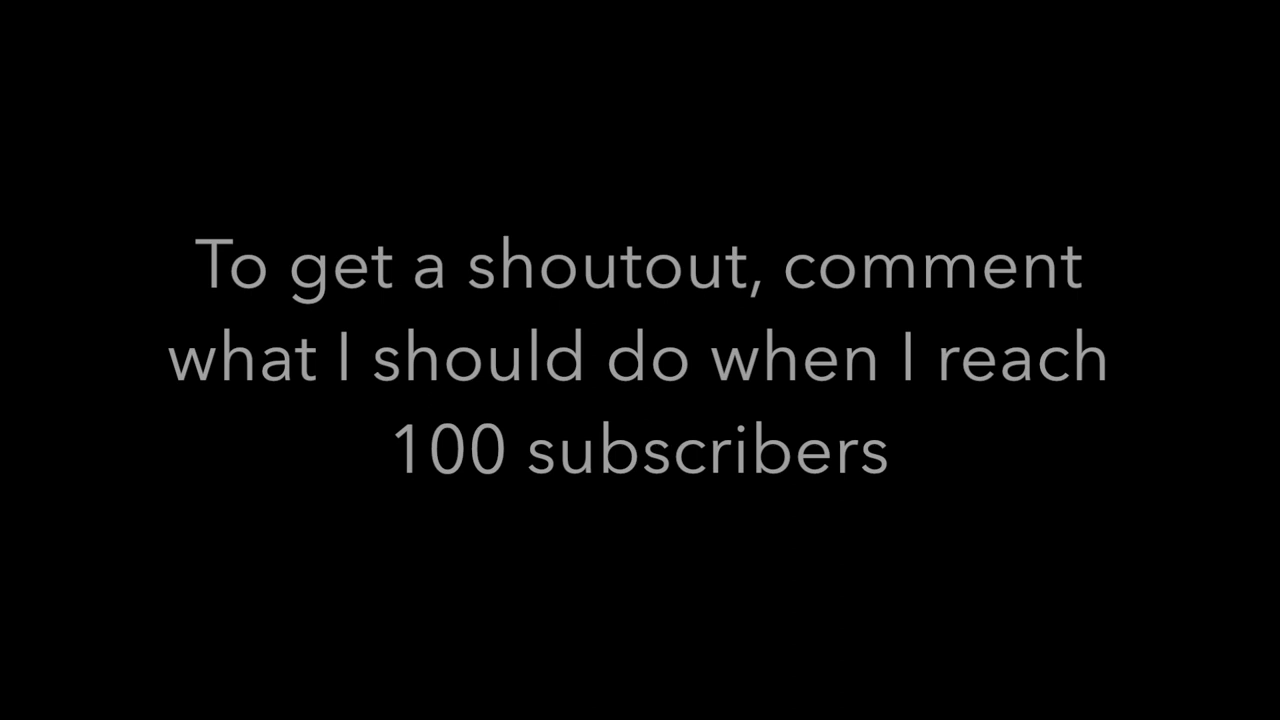 To get a shoutout, comment
what I should do when I reach
100 subscribers